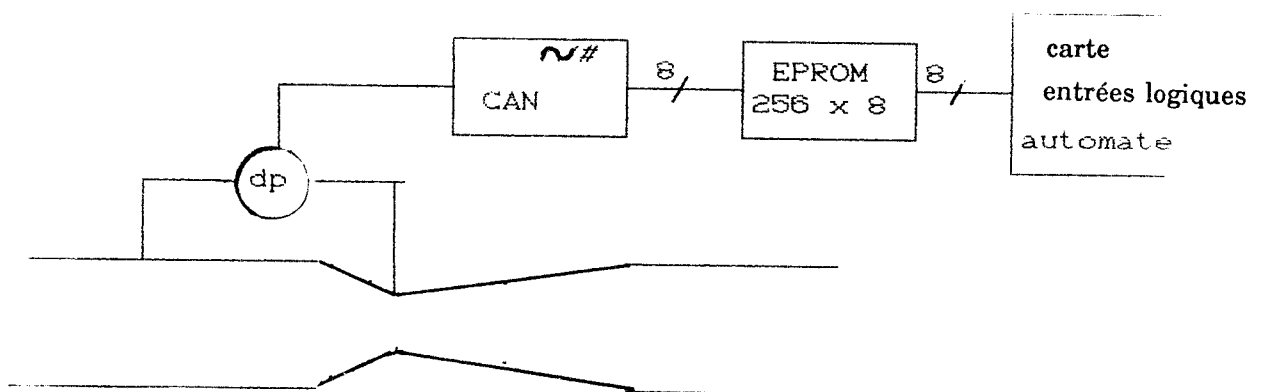 ~#
CAN
8
EPROM
256 x 8
8
carte
entrées logiques
automate
dp